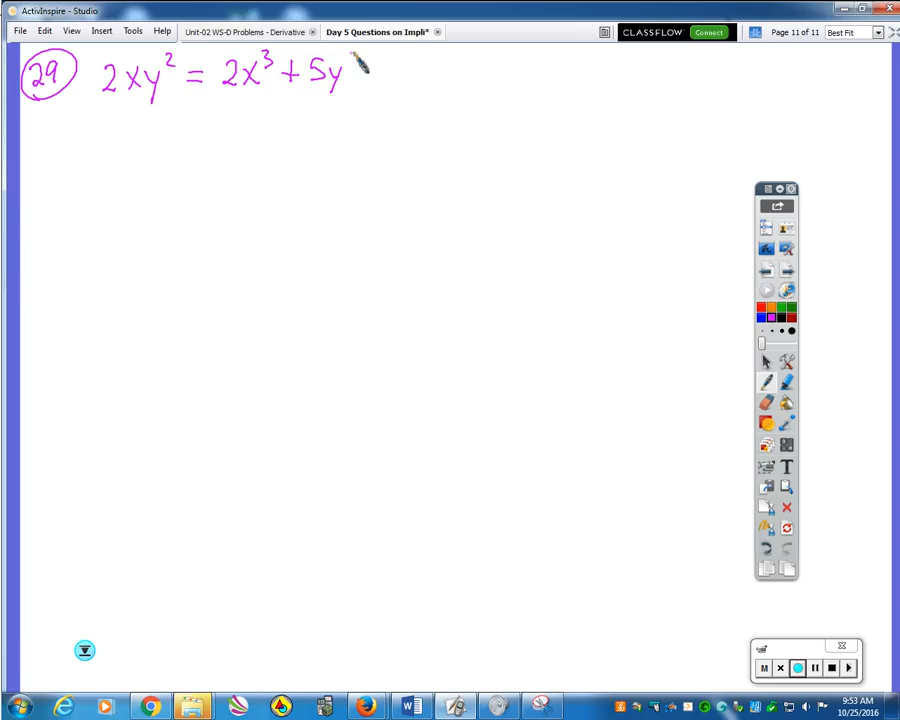 ActivInspire - Studio
File Edit View Insert Tools Help Unit-02 WS-D Problems - Derivative Day 5 Questions on Impli* CLASSFLOW Page 11 of 11 Best Fit
29 2xy² = 2x³ + 5y
T
M
W
9:53 AM
10/25/2016